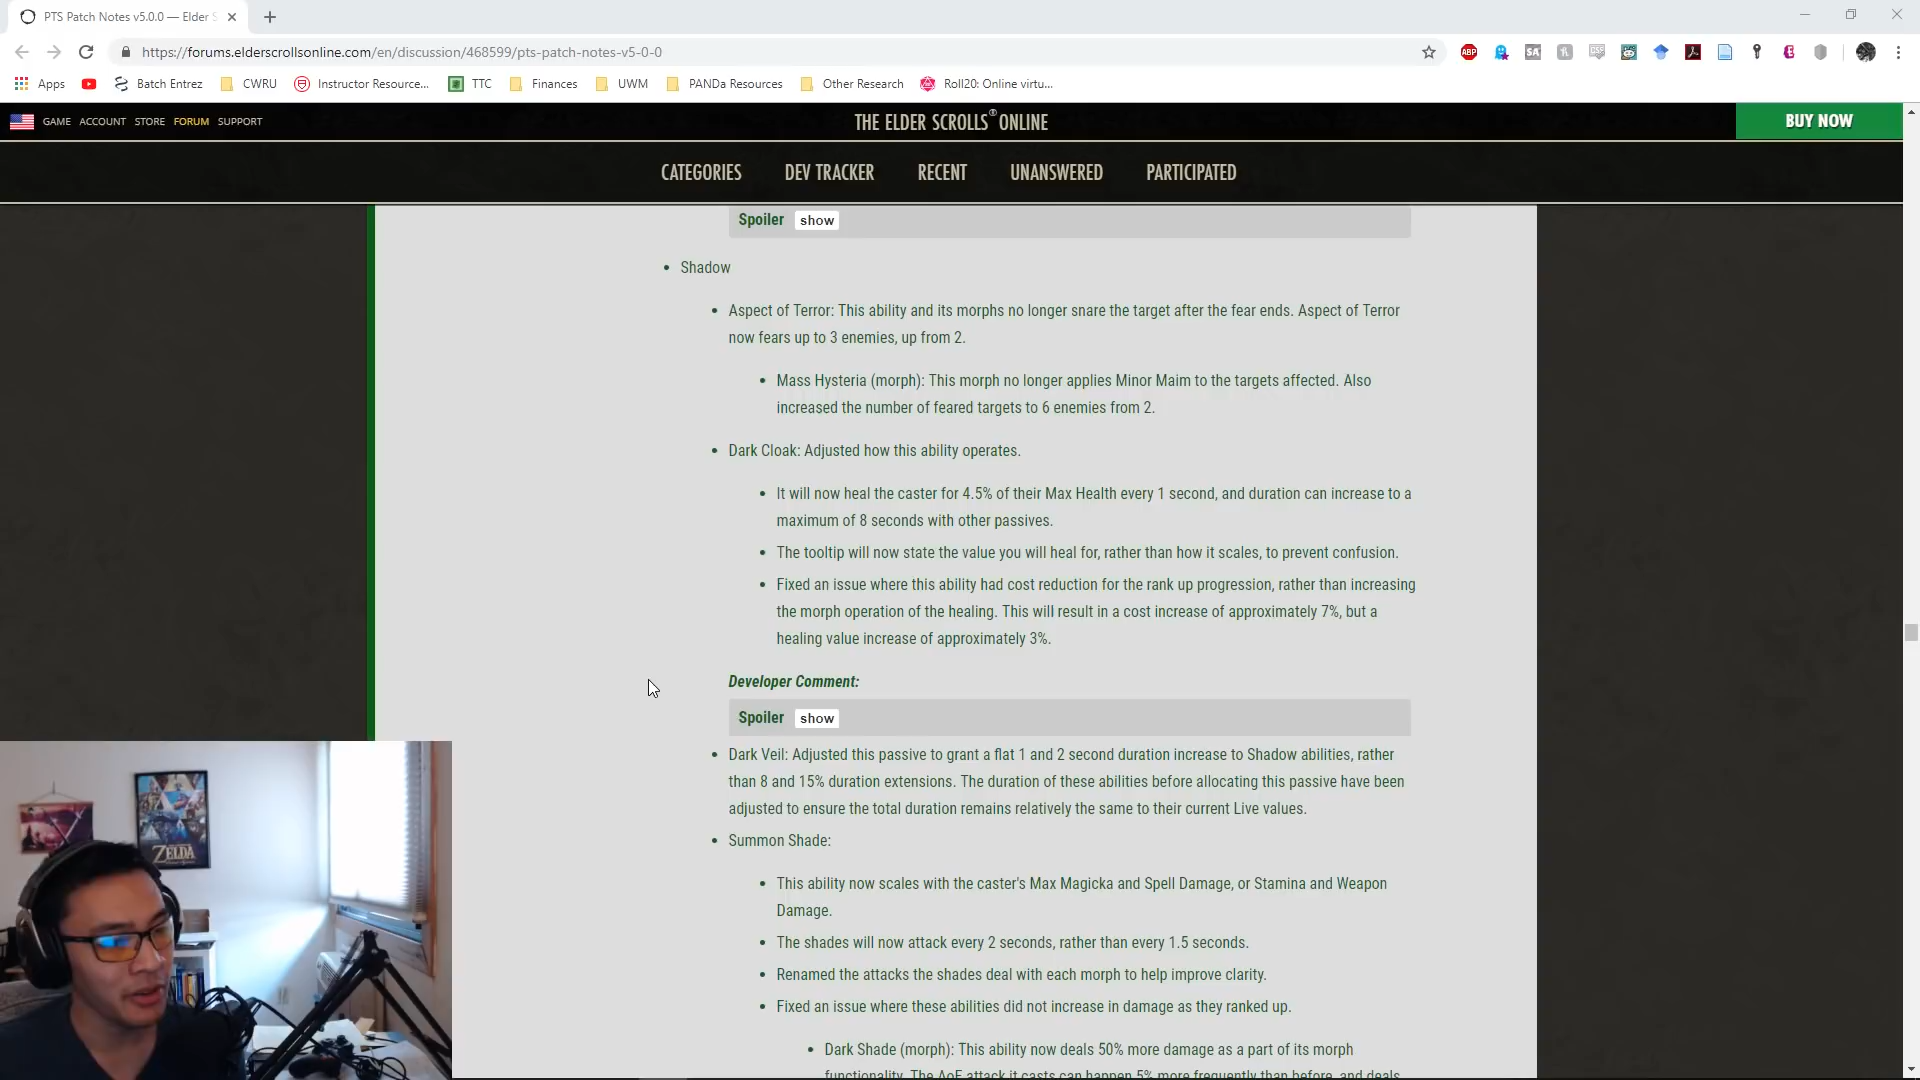 PTS Patch Notes v5.0.0 — Elder S
https://forums.elderscrollsonline.com/en/discussion/468599/pts-patch-notes-v5-0-0
Apps Batch Entrez CWRU Instructor Resource... TTC Finances UWM PANDa Resources Other Research Roll20: Online virtu...
GAME ACCOUNT STORE FORUM SUPPORT THE ELDER SCROLLS® ONLINE BUY NOW
CATEGORIES DEV TRACKER RECENT UNANSWERED PARTICIPATED
Spoiler show
• Shadow
• Aspect of Terror: This ability and its morphs no longer snare the target after the fear ends. Aspect of Terror
now fears up to 3 enemies, up from 2.
• Mass Hysteria (morph): This morph no longer applies Minor Maim to the targets affected. Also
increased the number of feared targets to 6 enemies from 2.
• Dark Cloak: Adjusted how this ability operates.
• It will now heal the caster for 4.5% of their Max Health every 1 second, and duration can increase to a
maximum of 8 seconds with other passives.
• The tooltip will now state the value you will heal for, rather than how it scales, to prevent confusion.
• Fixed an issue where this ability had cost reduction for the rank up progression, rather than increasing
the morph operation of the healing. This will result in a cost increase of approximately 7%, but a
healing value increase of approximately 3%.
Developer Comment:
Spoiler show
• Dark Veil: Adjusted this passive to grant a flat 1 and 2 second duration increase to Shadow abilities, rather
than 8 and 15% duration extensions. The duration of these abilities before allocating this passive have been
adjusted to ensure the total duration remains relatively the same to their current Live values.
• Summon Shade:
• This ability now scales with the caster's Max Magicka and Spell Damage, or Stamina and Weapon
Damage.
• The shades will now attack every 2 seconds, rather than every 1.5 seconds.
• Renamed the attacks the shades deal with each morph to help improve clarity.
• Fixed an issue where these abilities did not increase in damage as they ranked up.
• Dark Shade (morph): This ability now deals 50% more damage as a part of its morph
functionality. The AoE attack it casts can happen 5% more frequently than before, and deals
ZELDA